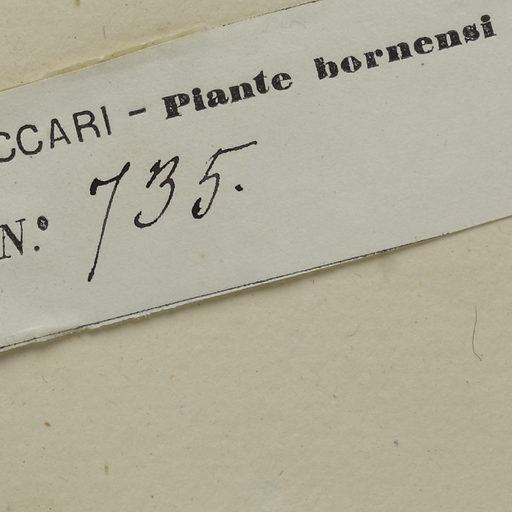 CCARI - Piante bornensi
N.º 735.